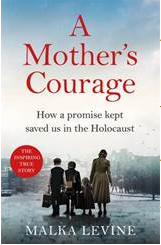 A
Mother's
Courage
How a promise kept
saved us in the Holocaust
THE
INSPIRING
TRUE
STORY
MALKA LEVINE